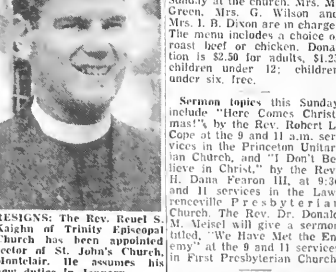 Sunday at the church. Mrs. M.
Green, Mrs. G. Wilson and
Mrs. I. B. Dixon are in charge.
The menu includes a choice o
roast beef or chicken. Dona
tion is $2.50 for adults, $1.25
children under 12; children
under six, free.
Sermon topics this Sunday
include "Here Comes Christ
mas!" by the Rev. Robert L.
Cope at the 9 and 11 a.m. ser
vices in the Princeton Unitar
ian Church, and "I Don't Be
lieve in Christ," by the Rev.
H. Dana Fearon III, at 9:30
and 11 services in the Law
renceville Presbyterian
Church. The Rev. Dr. Donald
M. Meisel will give a sermon
titled, "We Have Met the En
emy" at the 9 and 11 services
in First Presbyterian Church
RESIGNS: The Rev. Reuel S.
Kaighn of Trinity Episcopal
Church has been appointed
rector of St. John's Church,
Montclair. He assumes his